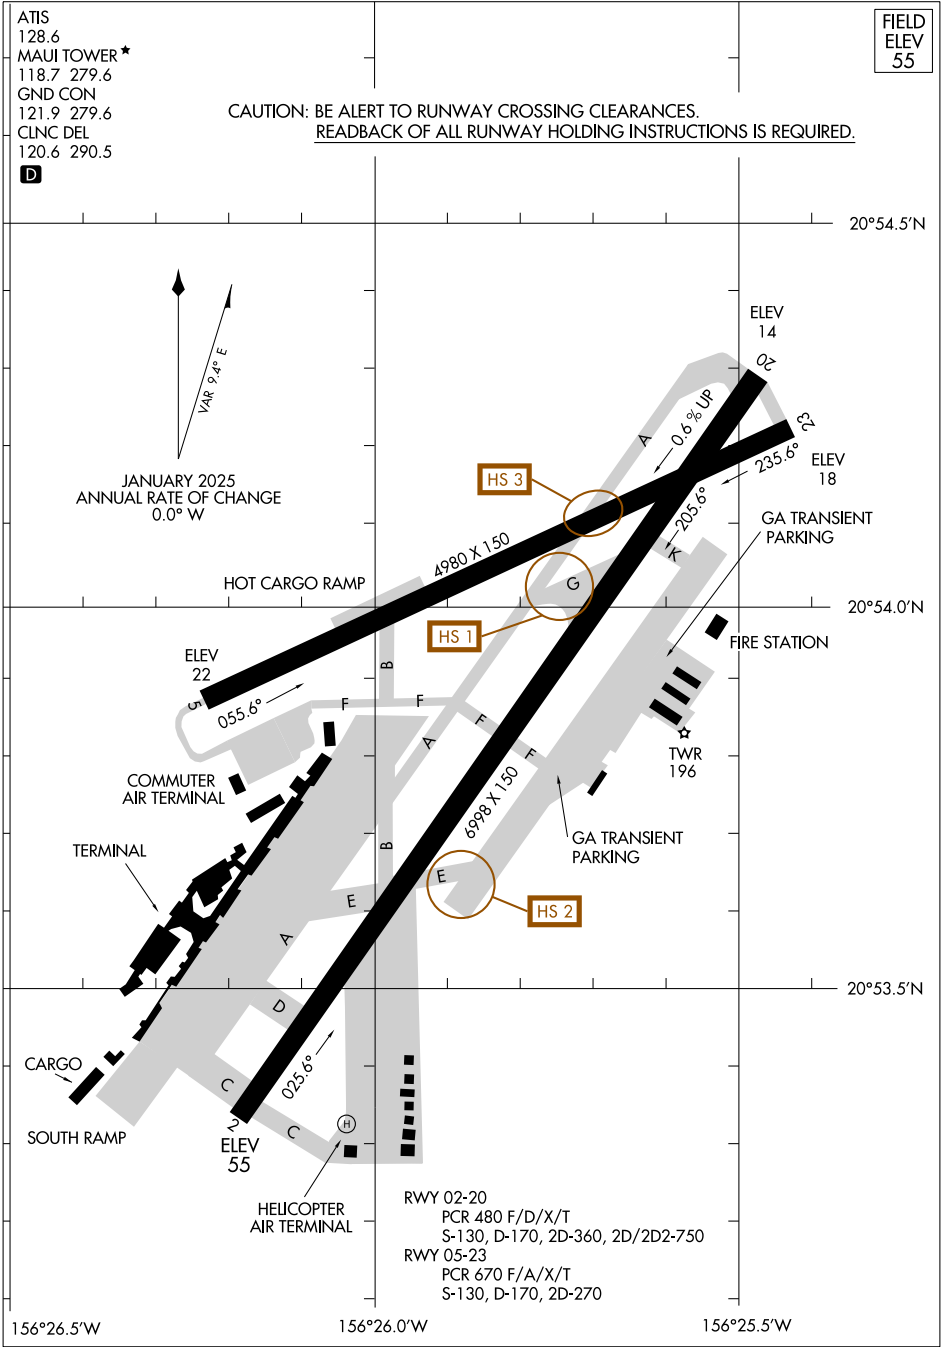 ATIS
128.6
MAUI TOWER★
118.7 279.6
GND CON
121.9 279.6
CLNC DEL
120.6 290.5
D
FIELD
ELEV
55
CAUTION: BE ALERT TO RUNWAY CROSSING CLEARANCES.
READBACK OF ALL RUNWAY HOLDING INSTRUCTIONS IS REQUIRED.
20°54.5'N
VAR 9.4° E
JANUARY 2025
ANNUAL RATE OF CHANGE
0.0° W
ELEV
14
20
A
0.6 % UP
23
235.6°
ELEV
18
HS 3
205.6°
GA TRANSIENT
PARKING
4980 X 150
K
HOT CARGO RAMP
G
20°54.0'N
HS 1
FIRE STATION
ELEV
22
B
5
055.6°
F
F
F
F
A
TWR
196
COMMUTER
AIR TERMINAL
6998 X 150
GA TRANSIENT
PARKING
TERMINAL
B
E
E
HS 2
A
20°53.5'N
D
CARGO
C
025.6°
SOUTH RAMP
2
C
H
ELEV
55
HELICOPTER
AIR TERMINAL
RWY 02-20
PCR 480 F/D/X/T
S-130, D-170, 2D-360, 2D/2D2-750
RWY 05-23
PCR 670 F/A/X/T
S-130, D-170, 2D-270
156°26.5'W
156°26.0'W
156°25.5'W